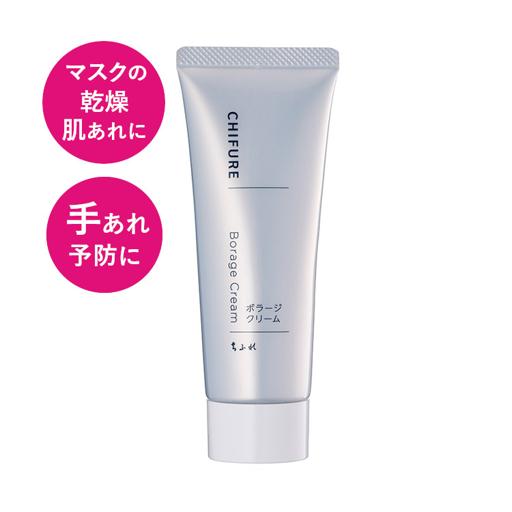 マスクの
乾燥
肌あれに
手あれ
予防に
CHIFURE
Borage Cream
ボラージ
クリーム
ちふれ